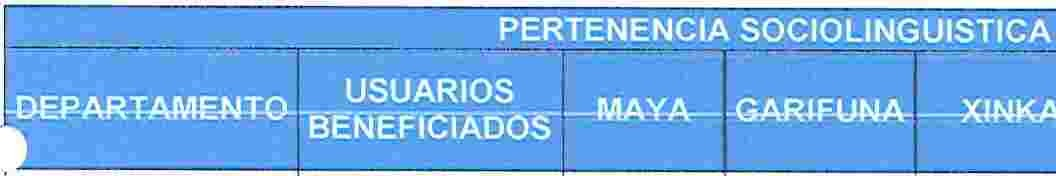 PERTENENCIA SOCIOLINGUISTICA
DEPARTAMENTO
USUARIOS
BENEFICIADOS
MAYA
GARIFUNA
XINKA